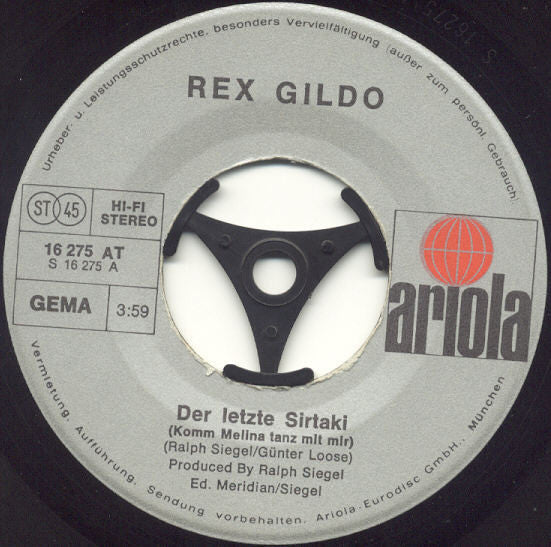 Urheber- u. Leistungsschutzrechte, besonders Vervielfältigung (außer zum persönl. Gebrauch)
REX GILDO
ST 45
HI-FI
STEREO
16 275 AT
S 16 275 A
GEMA
3:59
ariola
Der letzte Sirtaki
(Komm Melina tanz mit mir)
(Ralph Siegel/Günter Loose)
Produced By Ralph Siegel
Ed. Meridian/Siegel
Vermietung, Aufführung, Sendung vorbehalten. Ariola-Eurodisc GmbH., München